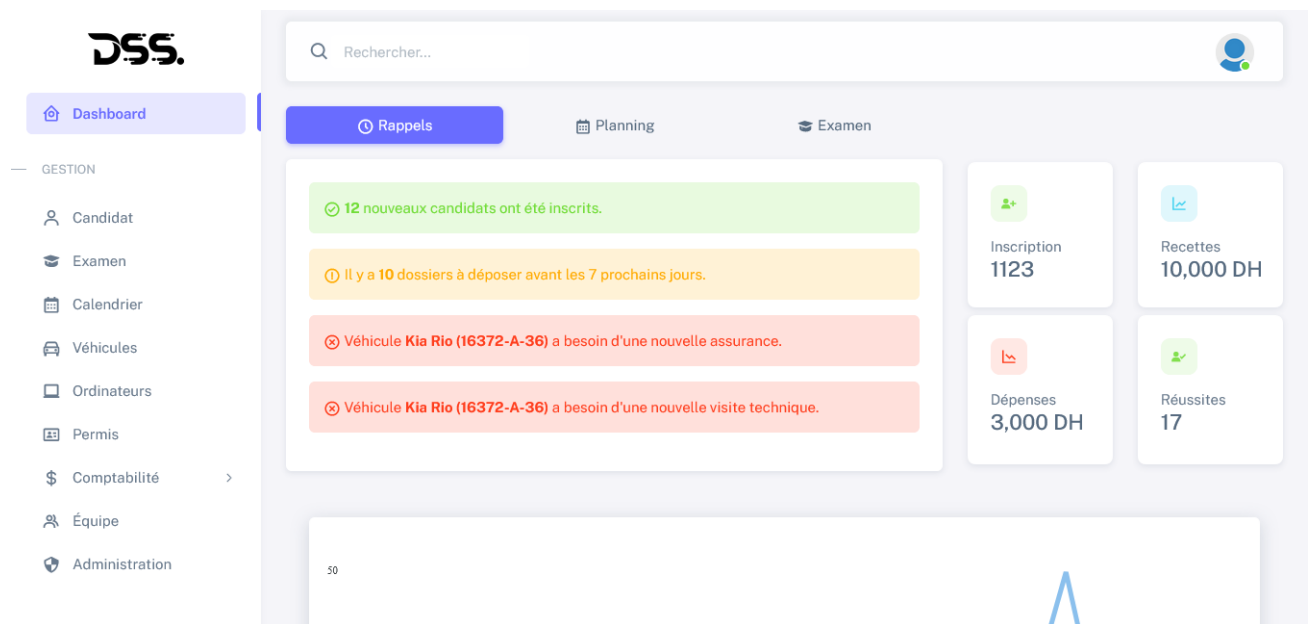 DSS.
Rechercher...
Dashboard
Rappels
Planning
Examen
GESTION
Candidat
Examen
Calendrier
Véhicules
Ordinateurs
Permis
Comptabilité
Équipe
Administration
12 nouveaux candidats ont été inscrits.
Il y a 10 dossiers à déposer avant les 7 prochains jours.
Véhicule Kia Rio (16372-A-36) a besoin d'une nouvelle assurance.
Véhicule Kia Rio (16372-A-36) a besoin d'une nouvelle visite technique.
Inscription
1123
Recettes
10,000 DH
Dépenses
3,000 DH
Réussites
17
50